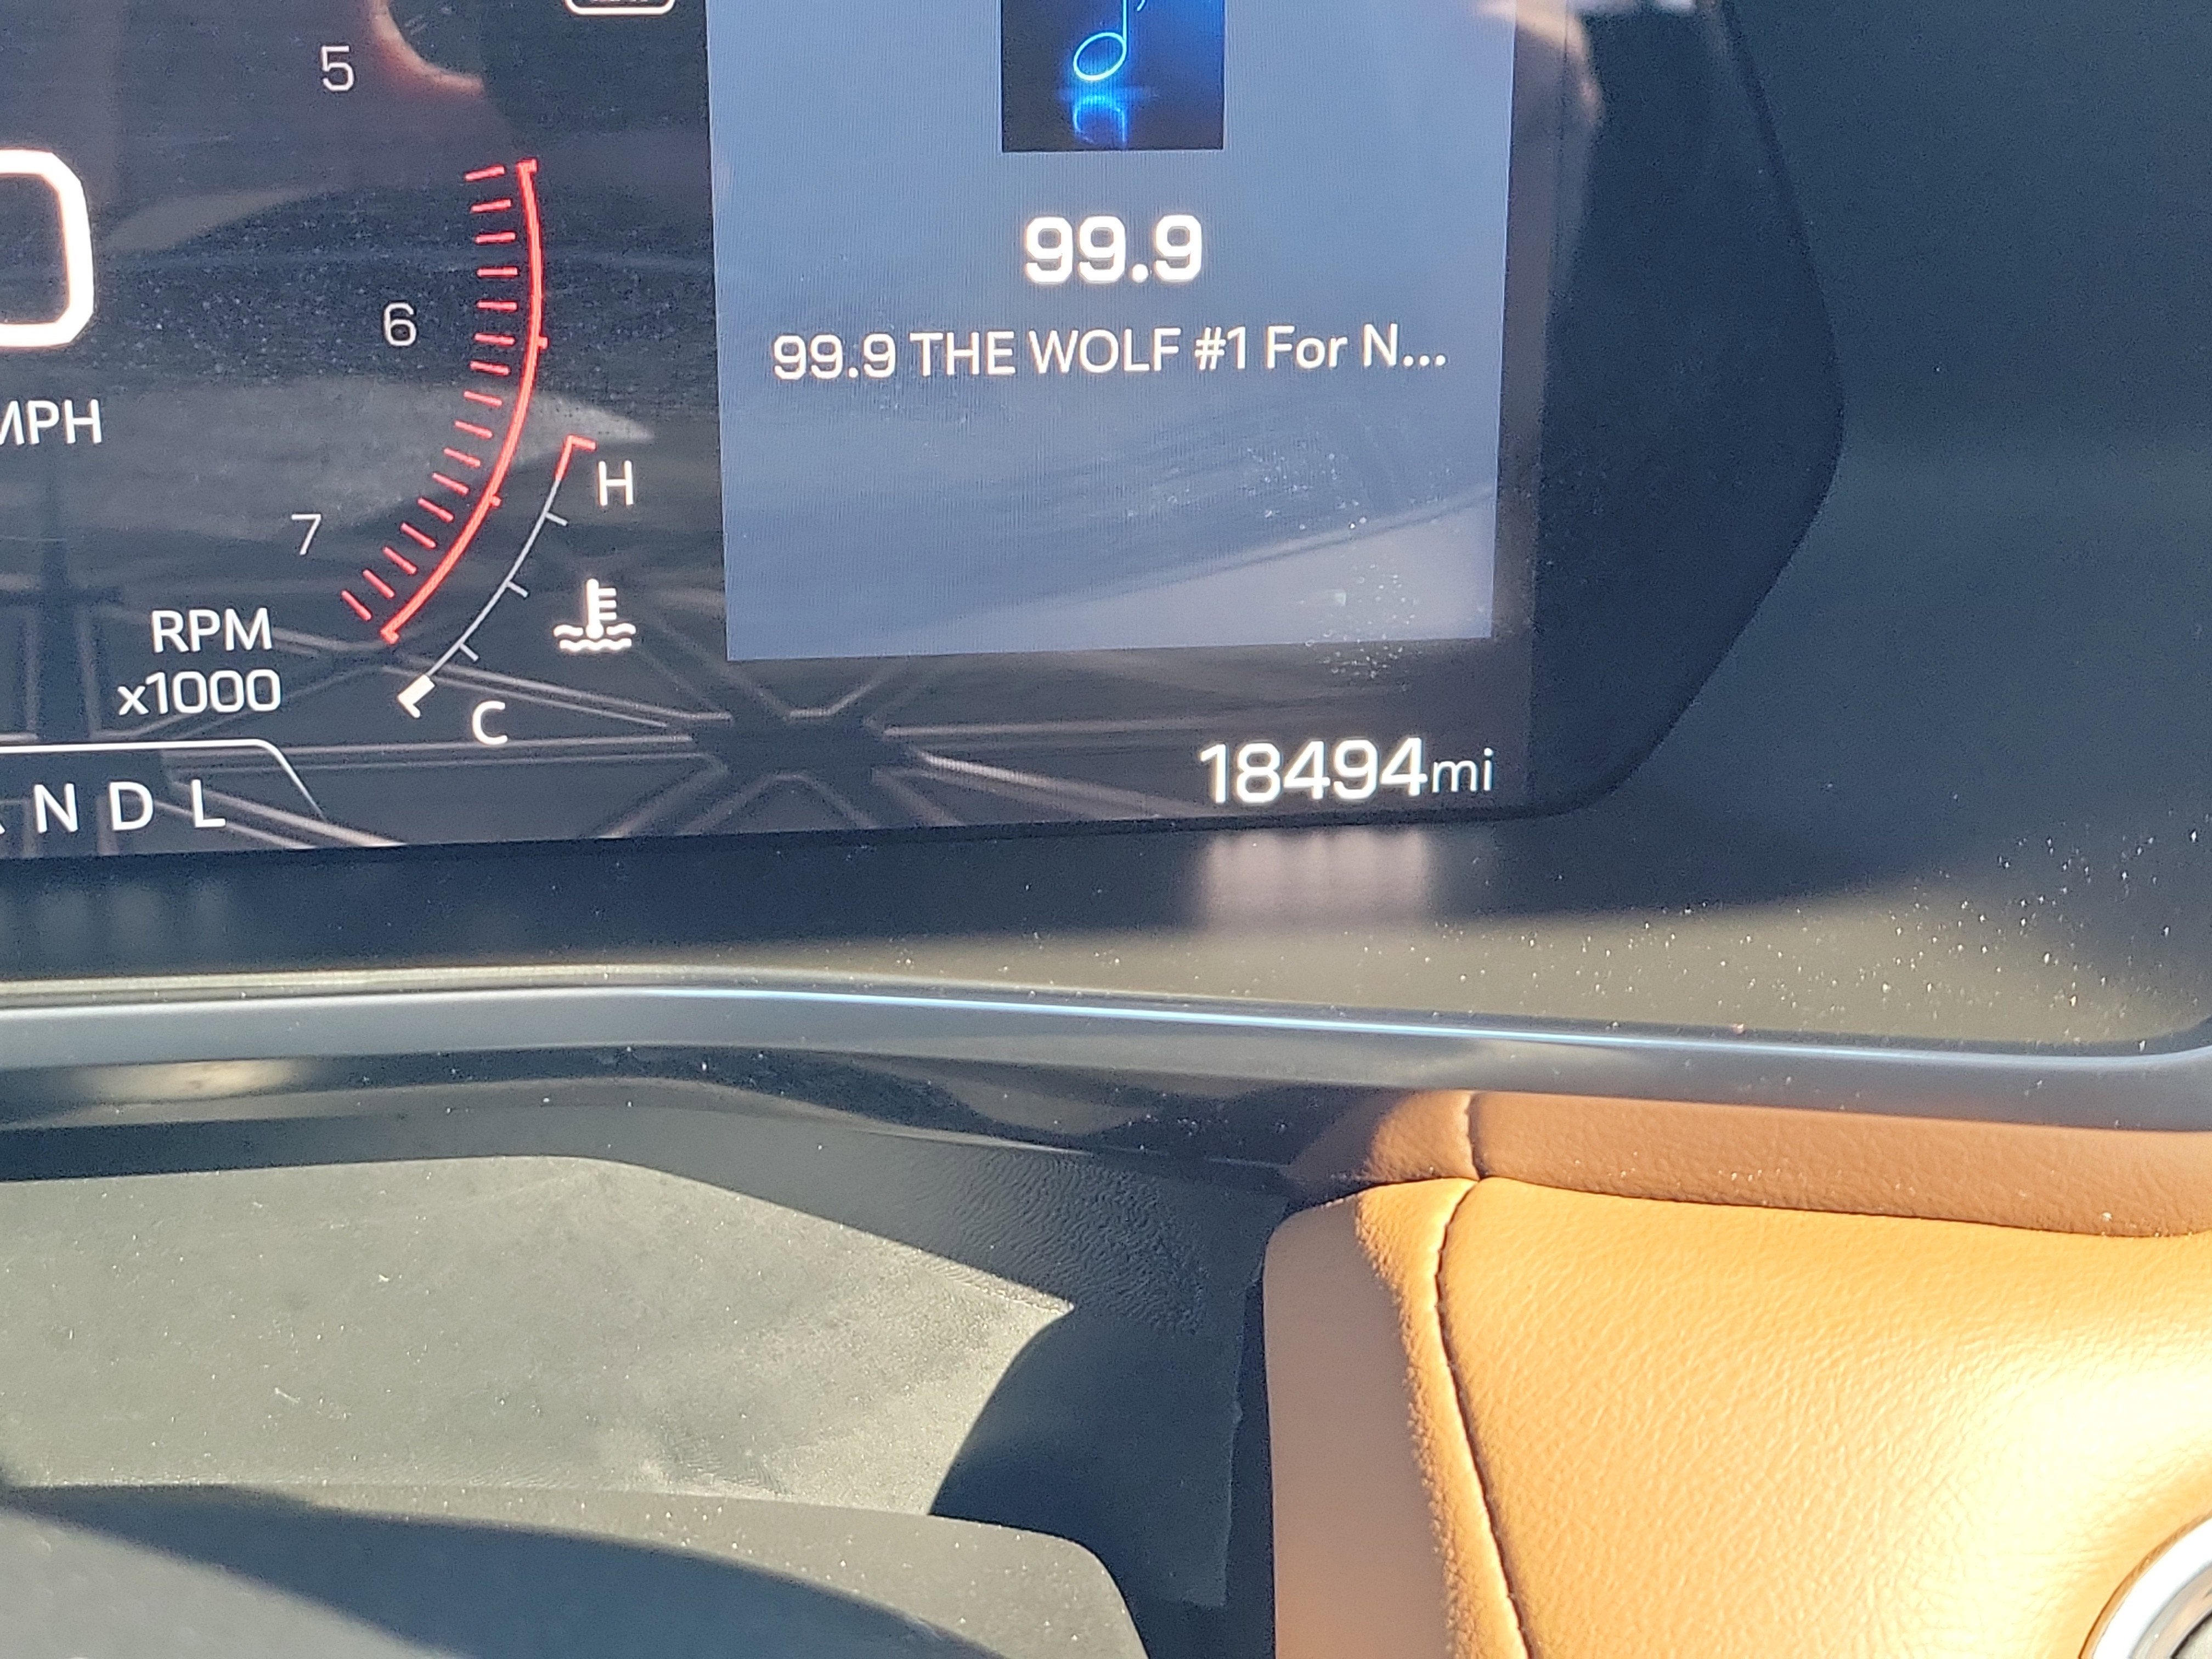 5
99.9
6
99.9 THE WOLF #1 For N...
MPH
H
7
RPM
x1000
C
18494mi
N D L